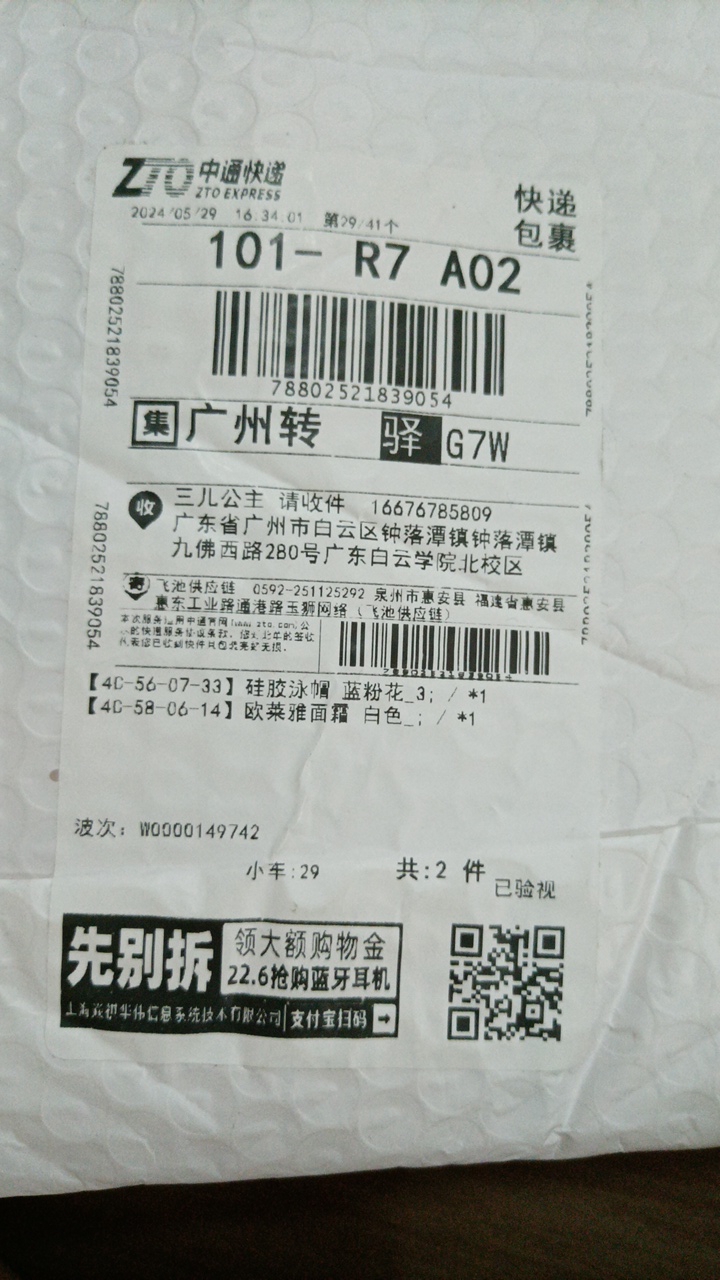 ZTO 中通快递
ZTO EXPRESS
快递
包裹
2024/05/29 16:34:01 第29/41个
101- R7 A02
78802521839054
78802521839054
集 广州转 驿 G7W
收 三儿公主 请收件 16676785809
广东省广州市白云区钟落潭镇钟落潭镇
九佛西路280号广东白云学院北校区
78802521839054
寄 飞池供应链 0592-251125292 泉州市惠安县 福建省惠安县
惠东工业路通港路玉狮网络（飞池供应链）
【4C-56-07-33】硅胶泳帽 蓝粉花_3; / *1
【4C-58-06-14】欧莱雅面霜 白色_; / *1
波次: W0000149742
小车:29
共:2 件
已验视
先别拆
领大额购物金
22.6抢购蓝牙耳机
支付宝扫码